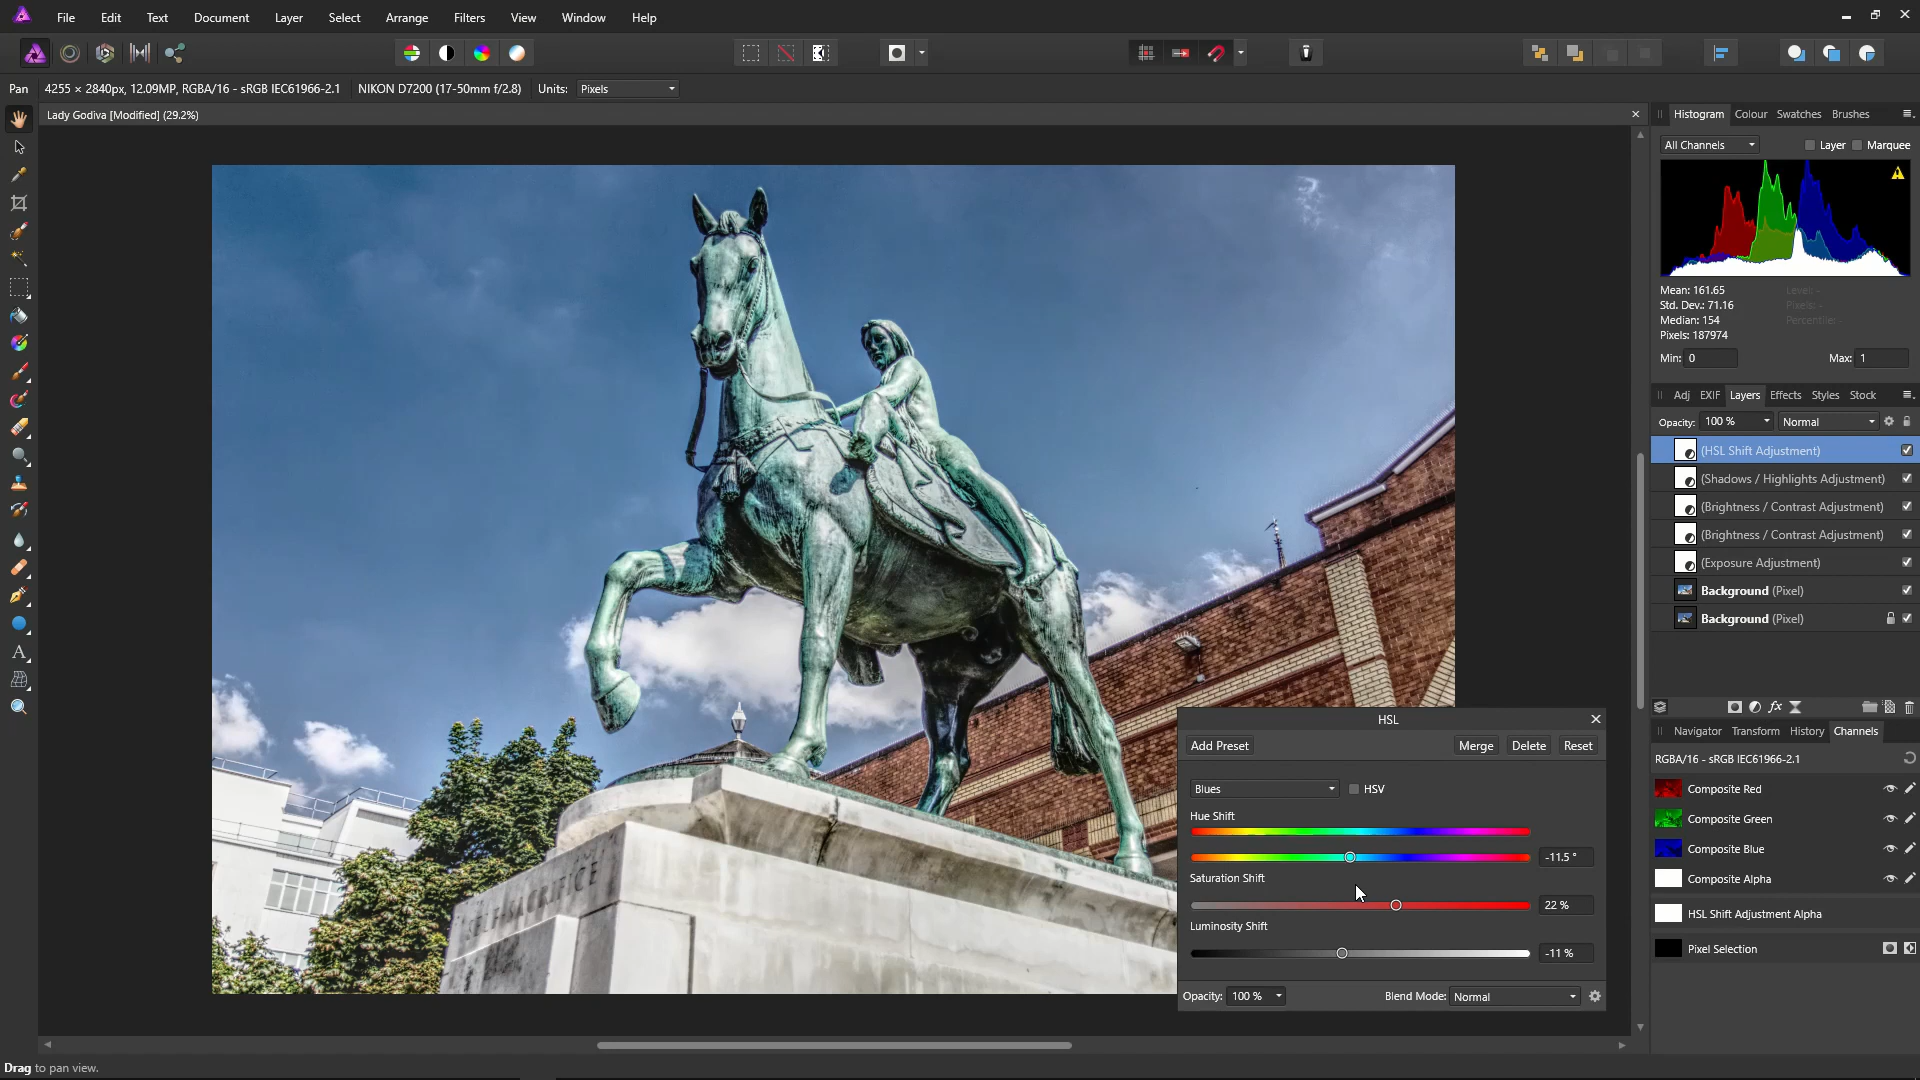 File Edit Text Document Layer Select Arrange Filters View Window Help
Pan 4255 × 2840px, 12.09MP, RGBA/16 - sRGB IEC61966-2.1 NIKON D7200 (17-50mm f/2.8) Units: Pixels
Lady Godiva [Modified] (29.2%)
Histogram Colour Swatches Brushes
All Channels Layer Marquee
Mean: 161.65 Level: -
Std. Dev.: 71.16 Pixels: -
Median: 154 Percentile: -
Pixels: 187974
Min: 0 Max: 1
Adj EXIF Layers Effects Styles Stock
Opacity: 100 % Normal
(HSL Shift Adjustment)
(Shadows / Highlights Adjustment)
(Brightness / Contrast Adjustment)
(Brightness / Contrast Adjustment)
(Exposure Adjustment)
Background (Pixel)
Background (Pixel)
fx
Navigator Transform History Channels
RGBA/16 - sRGB IEC61966-2.1
Composite Red
Composite Green
Composite Blue
Composite Alpha
HSL Shift Adjustment Alpha
Pixel Selection
HSL
Add Preset Merge Delete Reset
Blues HSV
Hue Shift
-11.5 °
Saturation Shift
22 %
Luminosity Shift
-11 %
Opacity: 100 % Blend Mode: Normal
Drag to pan view.